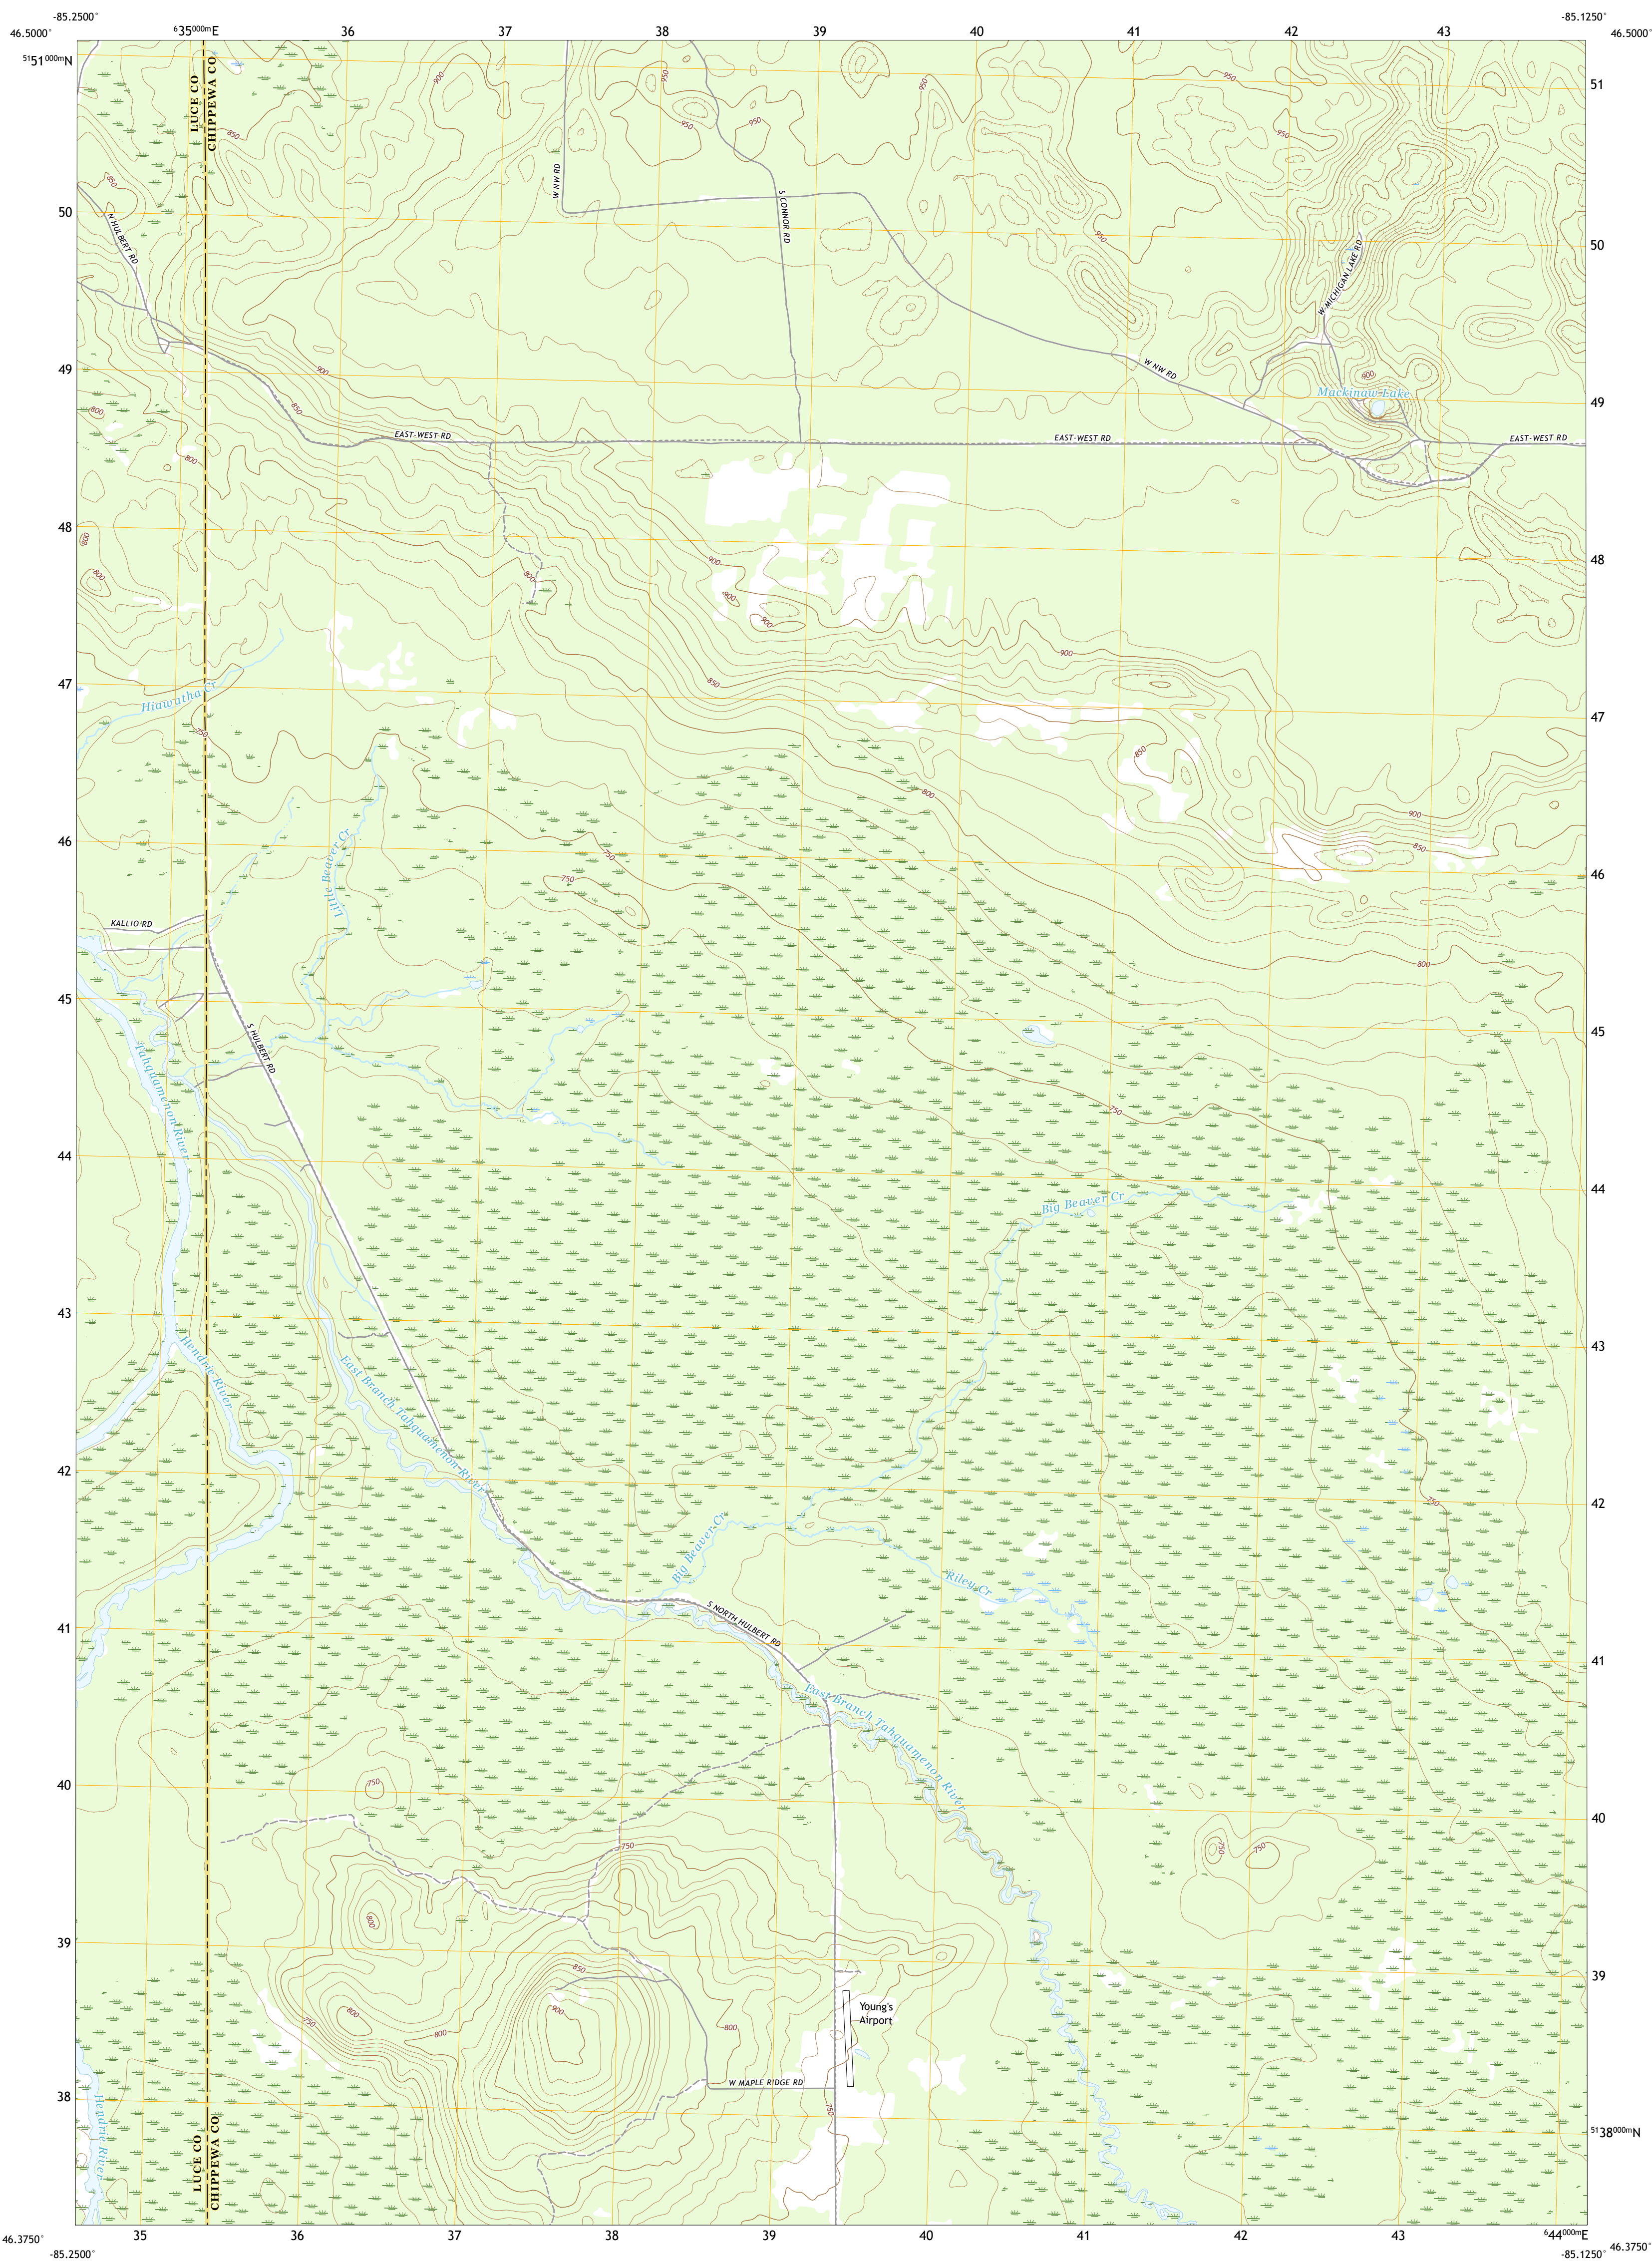 -85.2500°
-85.1250°
46.5000°
⁶35⁰⁰⁰ᵐE
36
37
38
39
40
41
42
43
46.5000°
⁵¹51⁰⁰⁰ᵐN
51
LUCE CO
CHIPPEWA CO
900
950
950
950
950
950
950
850
950
W NW RD
850
50
N HULBERT RD
S CONNOR RD
950
W MICHIGAN LAKE RD
50
49
900
W NW RD
900
Mackinaw Lake
49
800
850
EAST-WEST RD
EAST-WEST RD
EAST-WEST RD
800
48
800
900
48
800
800
900
900
900
47
Hiawatha Cr
850
47
750
850
800
900
850
46
Little Beaver Cr
750
750
46
KALLIO RD
800
45
S HULBERT RD
45
Tahquamenon River
750
44
Big Beaver Cr
44
43
Hendrie River
East Branch Tahquamenon River
43
42
750
42
Big Beaver Cr
Riley Cr
S NORTH HULBERT RD
41
41
East Branch Tahquamenon River
40
750
40
750
750
750
39
800
850
39
800
900
Young's
Airport
750
800
800
38
W MAPLE RIDGE RD
750
Hendrie River
LUCE CO
CHIPPEWA CO
⁵¹38⁰⁰⁰ᵐN
46.3750°
35
36
37
38
39
40
41
42
43
⁶44⁰⁰⁰ᵐE
46.3750°
-85.2500°
-85.1250°